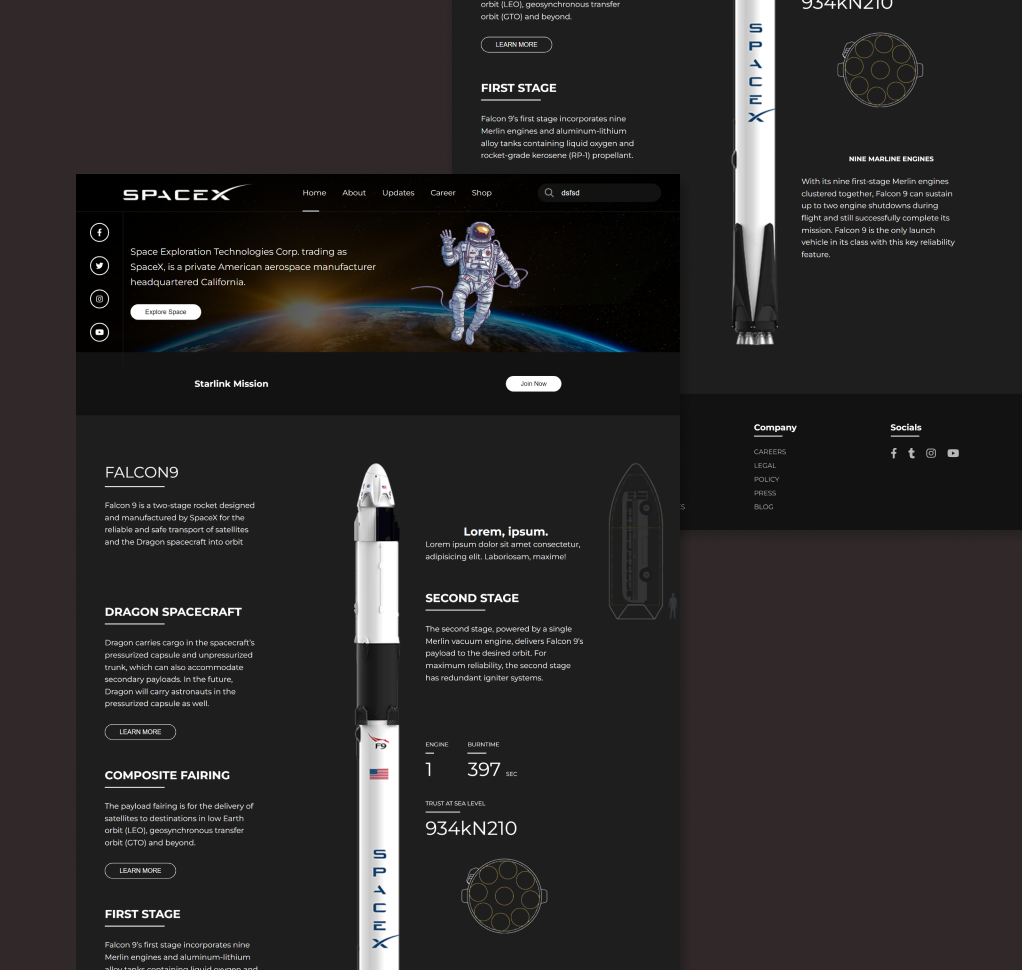 orbit (LEO), geosynchronous transfer
orbit (GTO) and beyond.
LEARN MORE
FIRST STAGE
Falcon 9's first stage incorporates nine
Merlin engines and aluminum-lithium
alloy tanks containing liquid oxygen and
rocket-grade kerosene (RP-1) propellant.
SPACEX
934kN210
NINE MARLINE ENGINES
With its nine first-stage Merlin engines
clustered together, Falcon 9 can sustain
up to two engine shutdowns during
flight and still successfully complete its
mission. Falcon 9 is the only launch
vehicle in its class with this key reliability
feature.
Company
CAREERS
LEGAL
POLICY
PRESS
BLOG
Socials
SPACEX
Home About Updates Career Shop
dsfsd
Space Exploration Technologies Corp. trading as
SpaceX, is a private American aerospace manufacturer
headquartered California.
Explore Space
Starlink Mission
Join Now
FALCON9
Falcon 9 is a two-stage rocket designed
and manufactured by SpaceX for the
reliable and safe transport of satellites
and the Dragon spacecraft into orbit
DRAGON SPACECRAFT
Dragon carries cargo in the spacecraft's
pressurized capsule and unpressurized
trunk, which can also accommodate
secondary payloads. In the future,
Dragon will carry astronauts in the
pressurized capsule as well.
LEARN MORE
COMPOSITE FAIRING
The payload fairing is for the delivery of
satellites to destinations in low Earth
orbit (LEO), geosynchronous transfer
orbit (GTO) and beyond.
LEARN MORE
FIRST STAGE
Falcon 9's first stage incorporates nine
Merlin engines and aluminum-lithium
alloy tanks containing liquid oxygen and
F9
SPACEX
Lorem, ipsum.
Lorem ipsum dolor sit amet consectetur,
adipisicing elit. Laboriosam, maxime!
SECOND STAGE
The second stage, powered by a single
Merlin vacuum engine, delivers Falcon 9's
payload to the desired orbit. For
maximum reliability, the second stage
has redundant igniter systems.
ENGINE BURNTIME
1 397 SEC
TRUST AT SEA LEVEL
934kN210